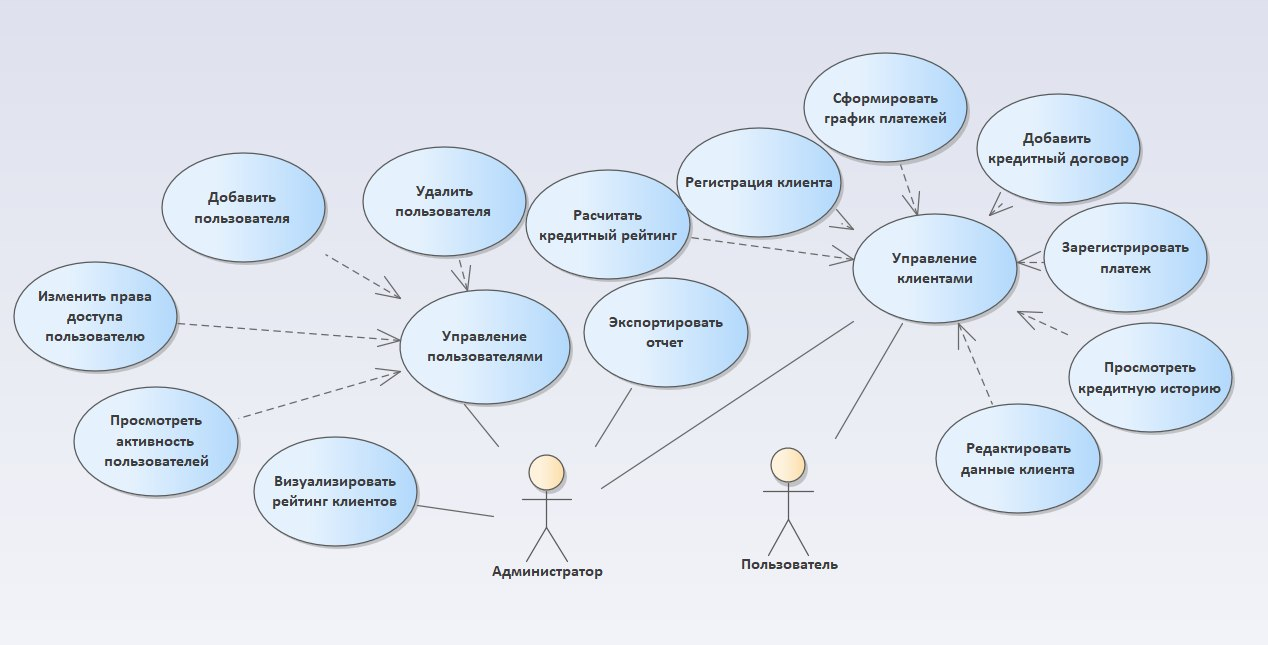 Сформировать
график платежей
Добавить
кредитный договор
Регистрация клиента
Добавить
пользователя
Удалить
пользователя
Расчитать
кредитный рейтинг
Управление
клиентами
Зарегистрировать
платеж
Изменить права
доступа
пользователю
Управление
пользователями
Экспортировать
отчет
Просмотреть
кредитную историю
Просмотреть
активность
пользователей
Редактировать
данные клиента
Визуализировать
рейтинг клиентов
Администратор
Пользователь